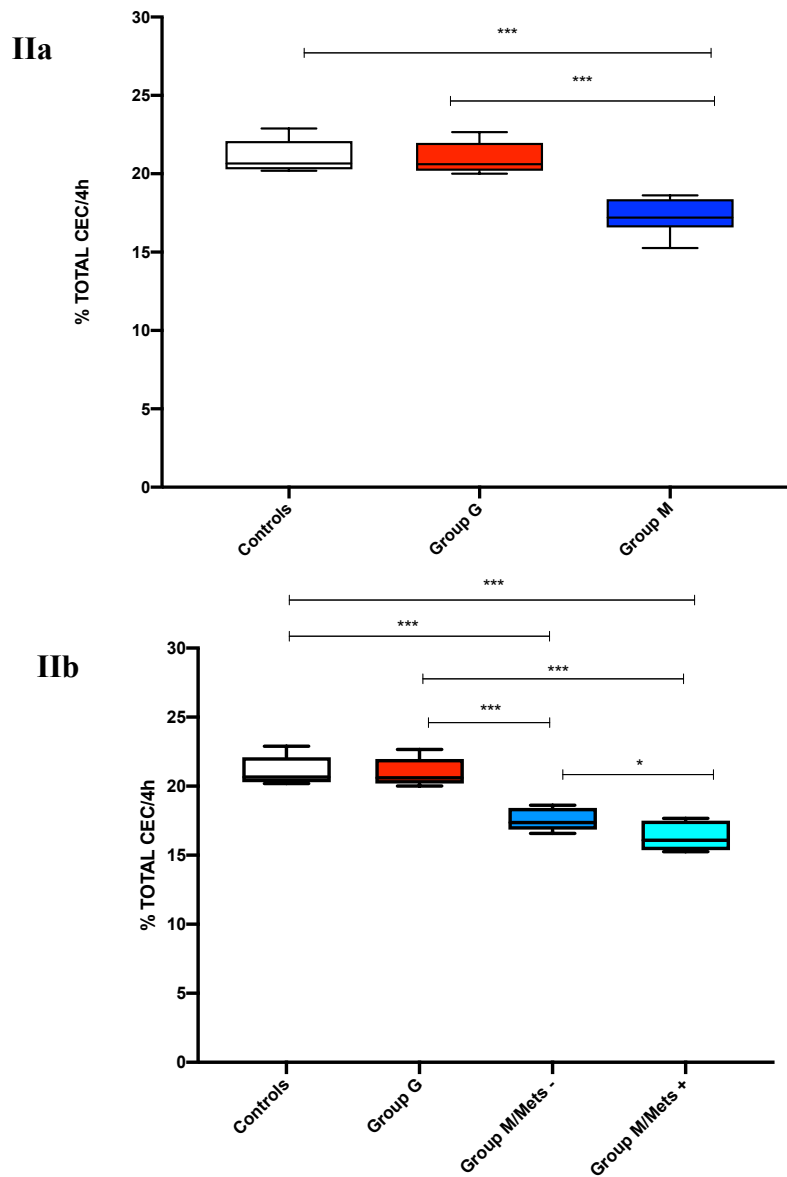 IIa
% TOTAL CEC/4h
30
25
20
15
10
5
0
***
***
Controls
Group G
Group M
IIb
% TOTAL CEC/4h
30
25
20
15
10
5
0
***
***
***
***
*
Controls
Group G
Group M/Mets -
Group M/Mets +